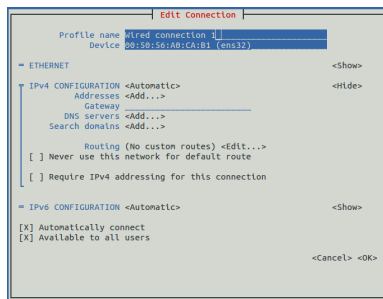 Edit Connection
Profile name Wired connection 1
Device 00:50:56:A0:CA:B1 (ens32)
= ETHERNET <Show>
IPv4 CONFIGURATION <Automatic> <Hide>
Addresses <Add...>
Gateway
DNS servers <Add...>
Search domains <Add...>
Routing (No custom routes) <Edit...>
[ ] Never use this network for default route
[ ] Require IPv4 addressing for this connection
= IPv6 CONFIGURATION <Automatic> <Show>
[X] Automatically connect
[X] Available to all users
<Cancel> <OK>